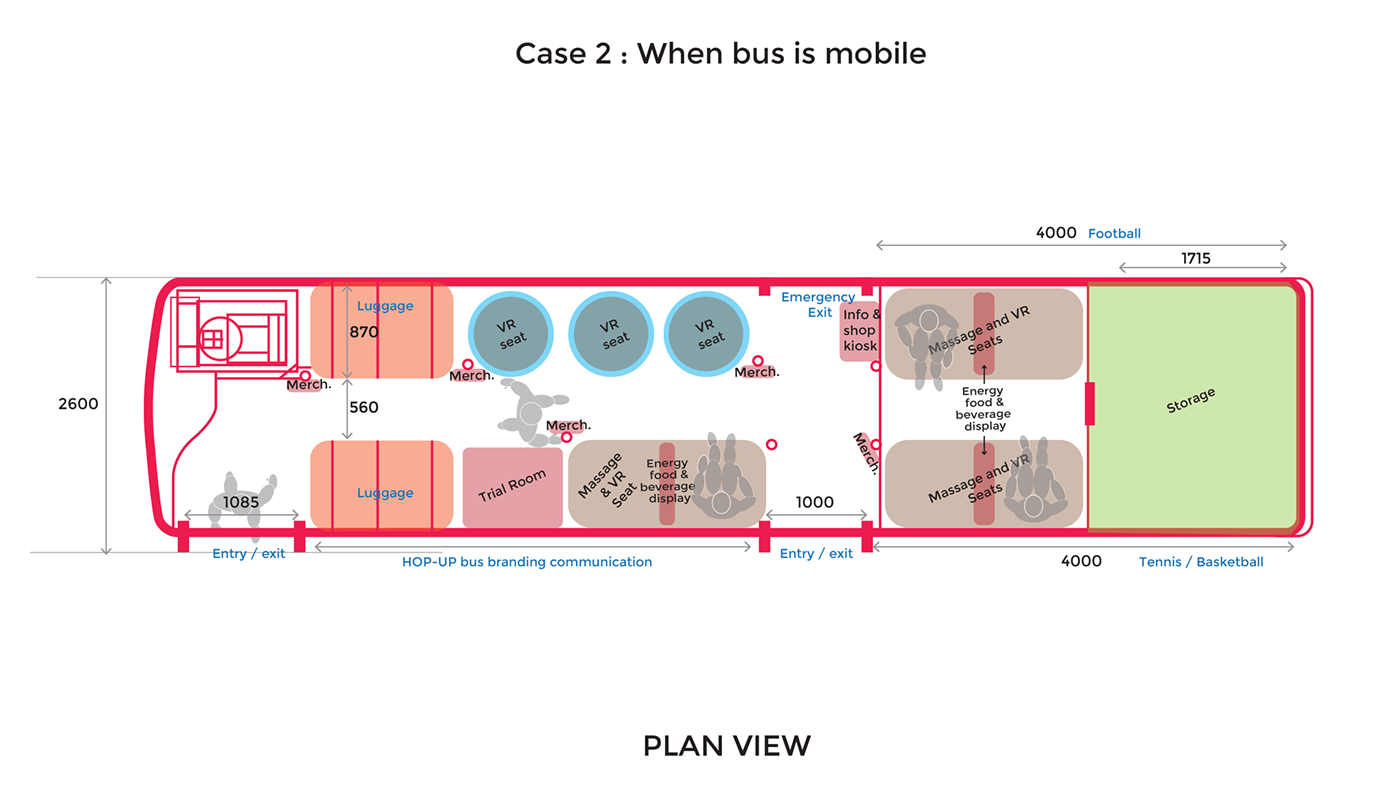 Case 2 : When bus is mobile
4000 Football
1715
2600
Luggage
870
560
Merch.
VR
seat
VR
seat
VR
seat
Merch.
Merch.
Merch.
Emergency
Exit
Info &
shop
kiosk
Massage and VR
Seats
Energy
food &
beverage
display
Massage and VR
Seats
Merch.
Storage
Luggage
Trial Room
Massage
& VR
Seat
Energy
food &
beverage
display
1085
Entry / exit
HOP-UP bus branding communication
1000
Entry / exit
4000 Tennis / Basketball
PLAN VIEW